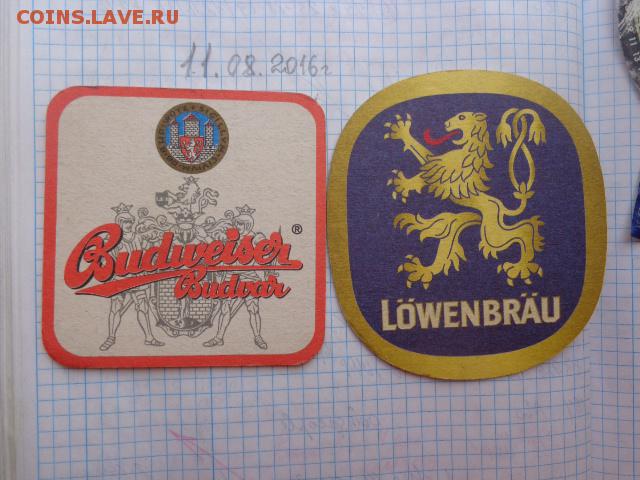 COINS.LAVE.RU
11.08.2016г
Budweiser ®
Budvar
LÖWENBRÄU